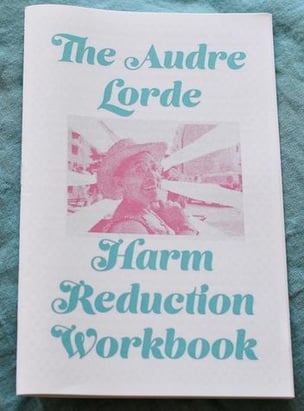 The Audre
Lorde
Harm
Reduction
Workbook